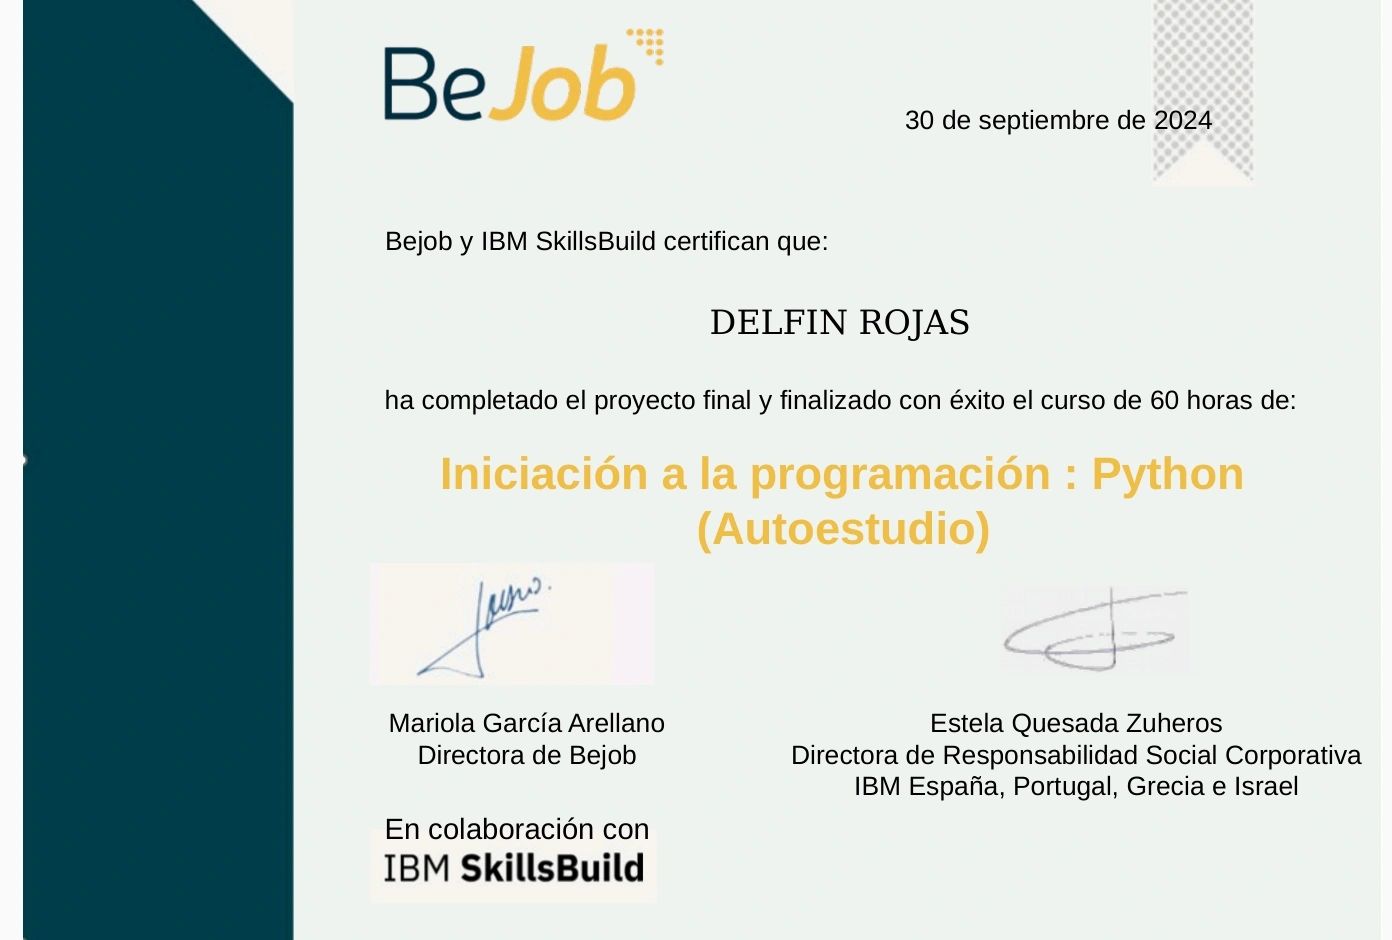 BeJob
30 de septiembre de 2024
Bejob y IBM SkillsBuild certifican que:
DELFIN ROJAS
ha completado el proyecto final y finalizado con éxito el curso de 60 horas de:
Iniciación a la programación : Python
(Autoestudio)
Mariola García Arellano
Directora de Bejob
Estela Quesada Zuheros
Directora de Responsabilidad Social Corporativa
IBM España, Portugal, Grecia e Israel
En colaboración con
IBM SkillsBuild